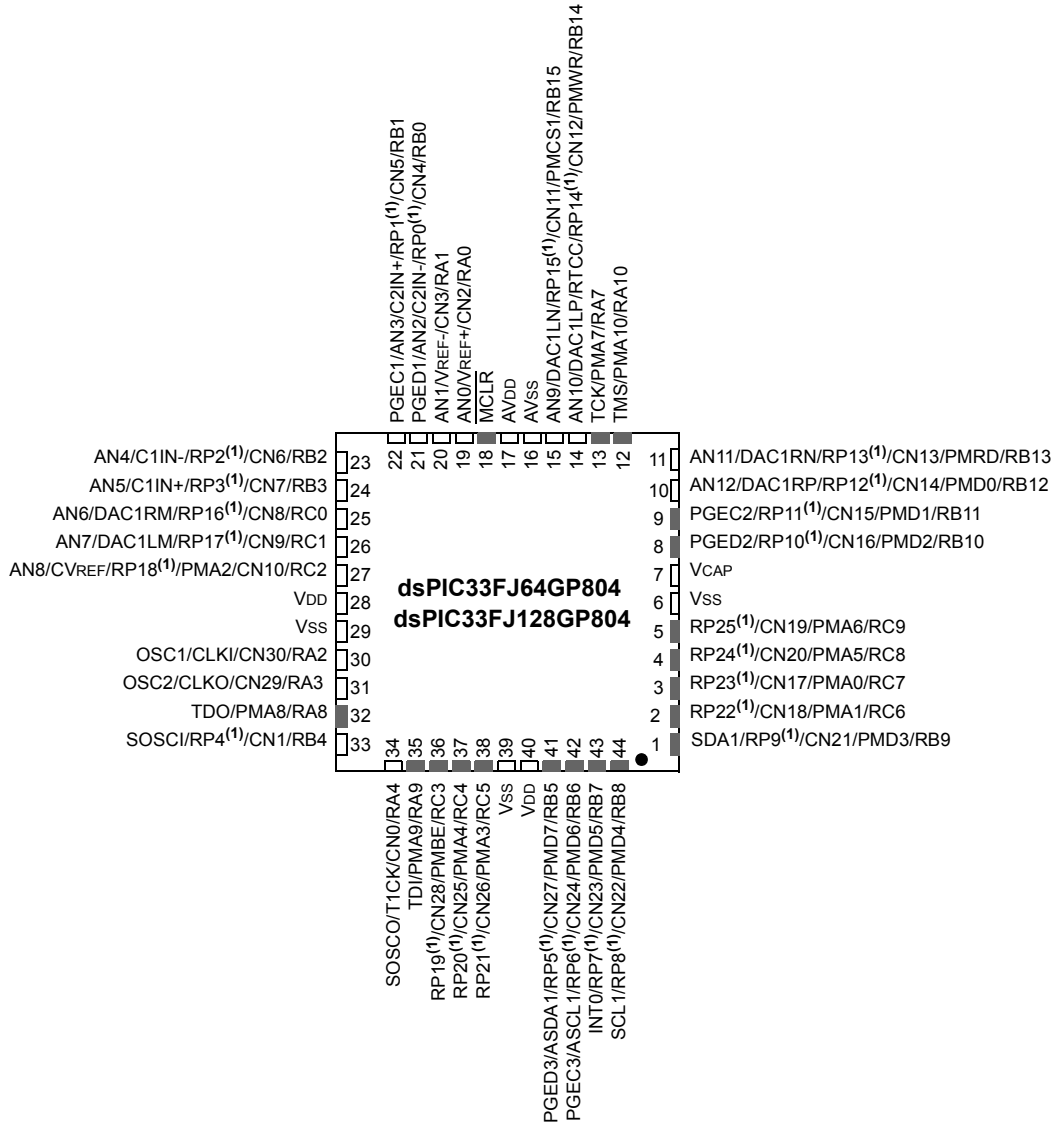 PGEC1/AN3/C2IN+/RP1(1)/CN5/RB1
PGED1/AN2/C2IN-/RP0(1)/CN4/RB0
AN1/VREF-/CN3/RA1
AN0/VREF+/CN2/RA0
MCLR
AVDD
AVSS
AN9/DAC1LN/RP15(1)/CN11/PMCS1/RB15
AN10/DAC1LP/RTCC/RP14(1)/CN12/PMWR/RB14
TCK/PMA7/RA7
TMS/PMA10/RA10
22
21
20
19
18
17
16
15
14
13
12
AN4/C1IN-/RP2(1)/CN6/RB2 23
AN5/C1IN+/RP3(1)/CN7/RB3 24
AN6/DAC1RM/RP16(1)/CN8/RC0 25
AN7/DAC1LM/RP17(1)/CN9/RC1 26
AN8/CVREF/RP18(1)/PMA2/CN10/RC2 27
VDD 28
VSS 29
OSC1/CLKI/CN30/RA2 30
OSC2/CLKO/CN29/RA3 31
TDO/PMA8/RA8 32
SOSCI/RP4(1)/CN1/RB4 33
dsPIC33FJ64GP804
dsPIC33FJ128GP804
11 AN11/DAC1RN/RP13(1)/CN13/PMRD/RB13
10 AN12/DAC1RP/RP12(1)/CN14/PMD0/RB12
9 PGEC2/RP11(1)/CN15/PMD1/RB11
8 PGED2/RP10(1)/CN16/PMD2/RB10
7 VCAP
6 VSS
5 RP25(1)/CN19/PMA6/RC9
4 RP24(1)/CN20/PMA5/RC8
3 RP23(1)/CN17/PMA0/RC7
2 RP22(1)/CN18/PMA1/RC6
1 SDA1/RP9(1)/CN21/PMD3/RB9
34
35
36
37
38
39
40
41
42
43
44
SOSCO/T1CK/CN0/RA4
TDI/PMA9/RA9
RP19(1)/CN28/PMBE/RC3
RP20(1)/CN25/PMA4/RC4
RP21(1)/CN26/PMA3/RC5
VSS
VDD
PGED3/ASDA1/RP5(1)/CN27/PMD7/RB5
PGEC3/ASCL1/RP6(1)/CN24/PMD6/RB6
INT0/RP7(1)/CN23/PMD5/RB7
SCL1/RP8(1)/CN22/PMD4/RB8